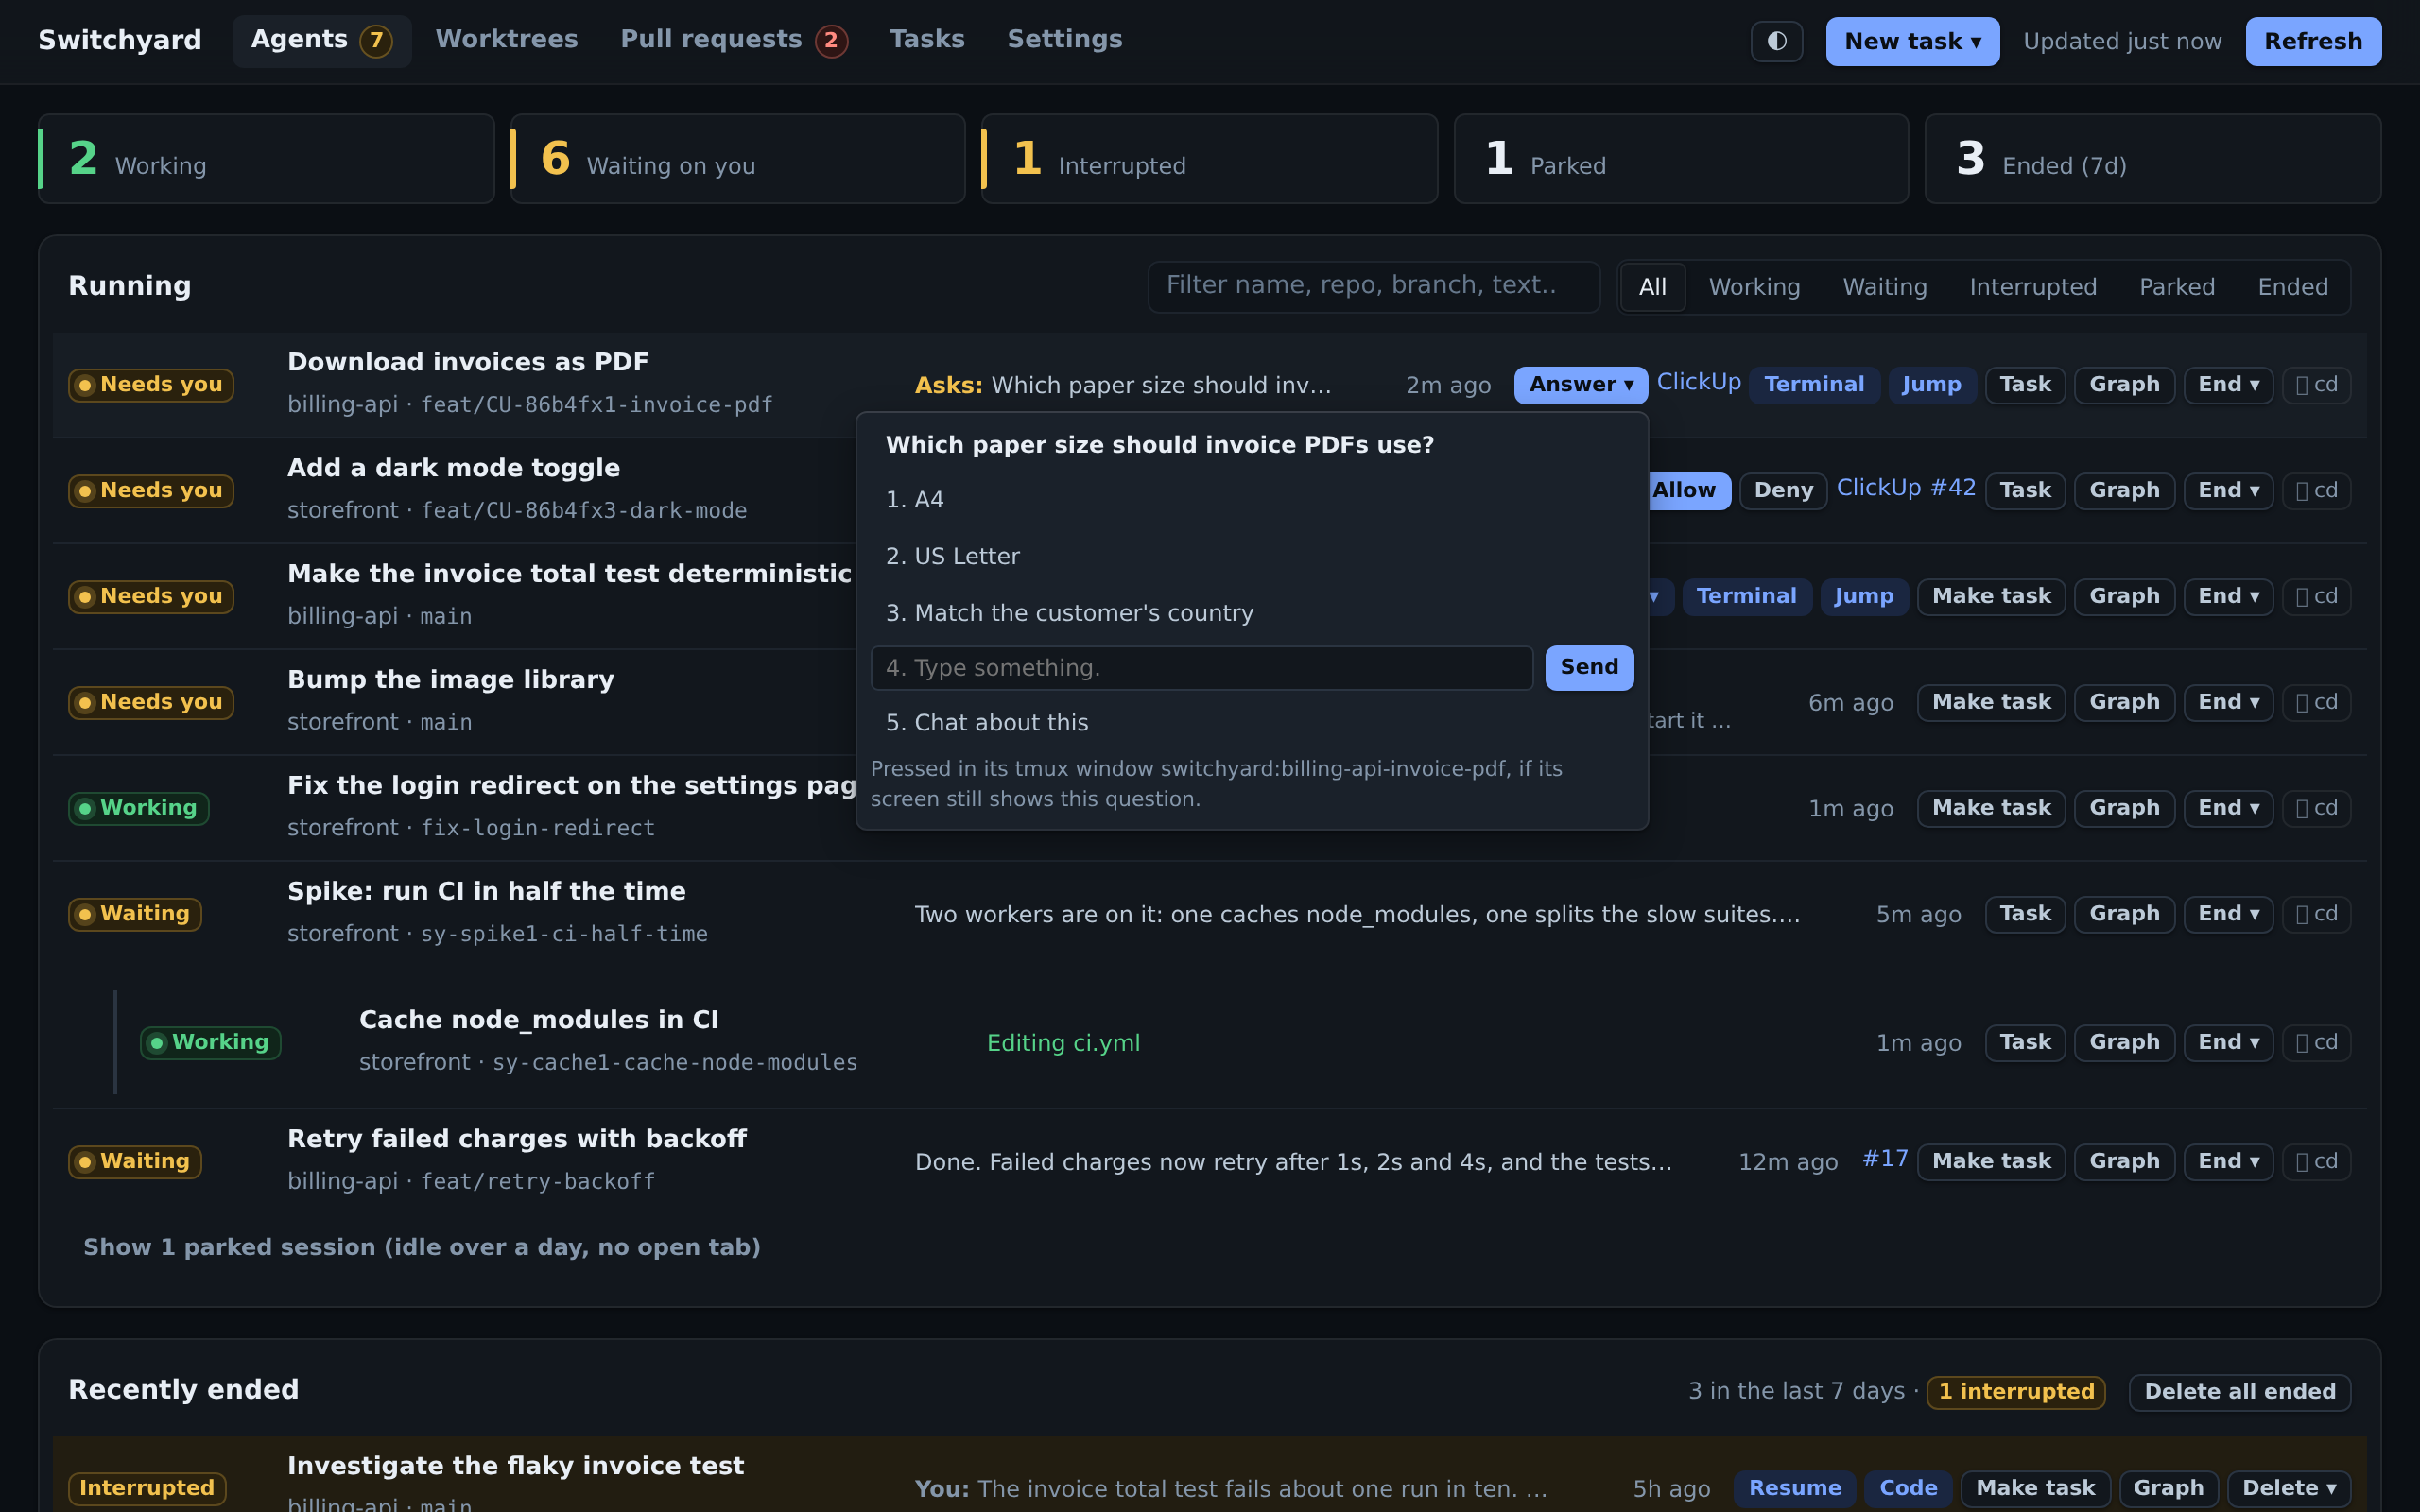 Switchyard Agents 7 Worktrees Pull requests 2 Tasks Settings New task ▾ Updated just now Refresh
2 Working 6 Waiting on you 1 Interrupted 1 Parked 3 Ended (7d)
Running Filter name, repo, branch, text.. All Working Waiting Interrupted Parked Ended
Needs you Download invoices as PDF
billing-api · feat/CU-86b4fx1-invoice-pdf
Asks: Which paper size should inv… 2m ago Answer ▾ ClickUp Terminal Jump Task Graph End ▾ cd
Which paper size should invoice PDFs use?
1. A4
2. US Letter
3. Match the customer's country
4. Type something. Send
5. Chat about this
Pressed in its tmux window switchyard:billing-api-invoice-pdf, if its
screen still shows this question.
Needs you Add a dark mode toggle
storefront · feat/CU-86b4fx3-dark-mode
Allow Deny ClickUp #42 Task Graph End ▾ cd
Needs you Make the invoice total test deterministic
billing-api · main
▾ Terminal Jump Make task Graph End ▾ cd
Needs you Bump the image library
storefront · main
tart it … 6m ago Make task Graph End ▾ cd
Working Fix the login redirect on the settings pag
storefront · fix-login-redirect
1m ago Make task Graph End ▾ cd
Waiting Spike: run CI in half the time
storefront · sy-spike1-ci-half-time
Two workers are on it: one caches node_modules, one splits the slow suites.… 5m ago Task Graph End ▾ cd
Working Cache node_modules in CI
storefront · sy-cache1-cache-node-modules
Editing ci.yml 1m ago Task Graph End ▾ cd
Waiting Retry failed charges with backoff
billing-api · feat/retry-backoff
Done. Failed charges now retry after 1s, 2s and 4s, and the tests… 12m ago #17 Make task Graph End ▾ cd
Show 1 parked session (idle over a day, no open tab)
Recently ended 3 in the last 7 days · 1 interrupted Delete all ended
Interrupted Investigate the flaky invoice test
billing-api · main
You: The invoice total test fails about one run in ten. … 5h ago Resume Code Make task Graph Delete ▾